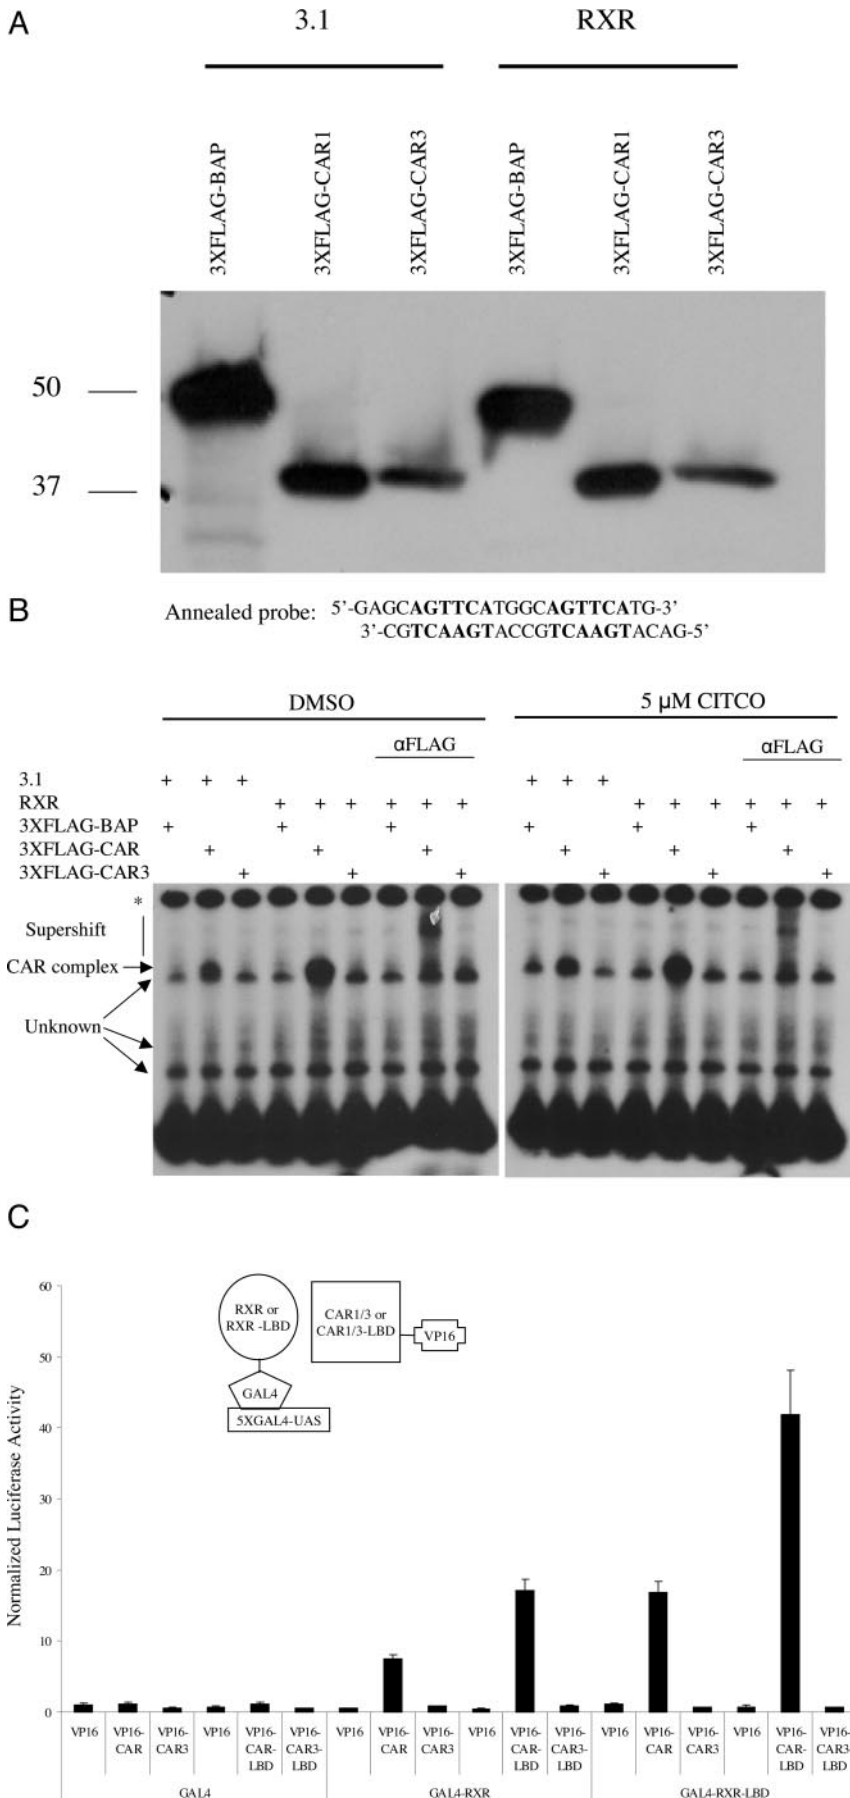 A
3.1 RXR
3XFLAG-BAP 3XFLAG-CAR1 3XFLAG-CAR3 3XFLAG-BAP 3XFLAG-CAR1 3XFLAG-CAR3
50
37
B
Annealed probe: 5’-GAGCAGTTCATGGCAGTTCATG-3’
3’-CGTCAAGTACCGTCAAGTACAG-5’
DMSO 5 µM CITCO
αFLAG αFLAG
3.1 + + + + + +
RXR + + + + + + + + + + + +
3XFLAG-BAP + + + + + +
3XFLAG-CAR + + + + + +
3XFLAG-CAR3 + + + + + +
*
Supershift
CAR complex
Unknown
C
Normalized Luciferase Activity
60
50
40
30
20
10
0
RXR or
RXR -LBD
GAL4
5XGAL4-UAS
CAR1/3 or
CAR1/3-LBD
VP16
VP16 VP16-CAR VP16-CAR3 VP16 VP16-CAR-LBD VP16-CAR3-LBD VP16 VP16-CAR VP16-CAR3 VP16 VP16-CAR-LBD VP16-CAR3-LBD VP16 VP16-CAR VP16-CAR3 VP16 VP16-CAR-LBD VP16-CAR3-LBD
GAL4 GAL4-RXR GAL4-RXR-LBD